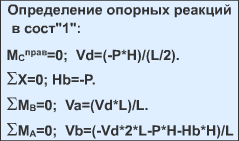 Определение опорных реакций
в сост"1":
Mcправ=0; Vd=(-P*H)/(L/2).
∑X=0; Hb=-P.
∑MB=0; Va=(Vd*L)/L.
∑MA=0; Vb=(-Vd*2*L-P*H-Hb*H)/L